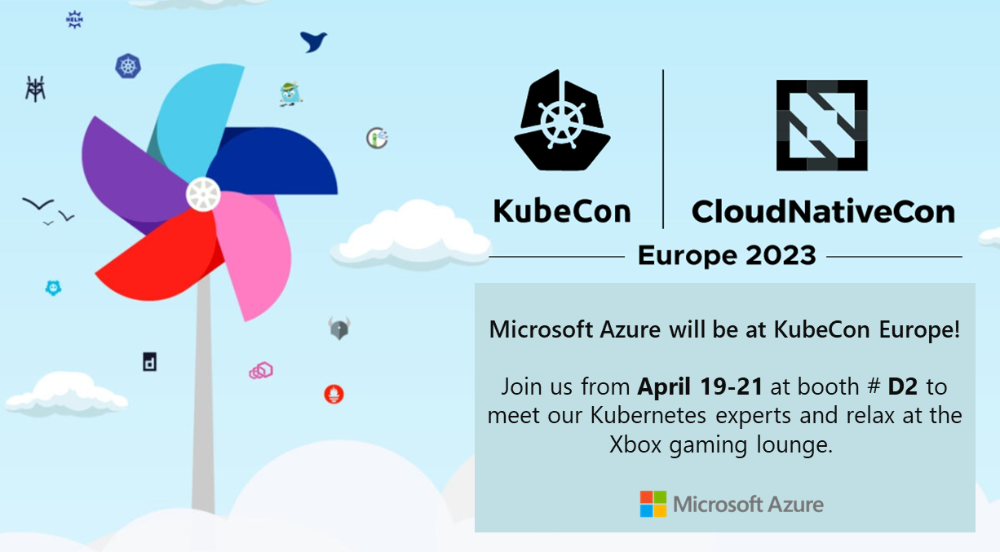 HELM
KubeCon
CloudNativeCon
Europe 2023
Microsoft Azure will be at KubeCon Europe!
Join us from April 19-21 at booth # D2 to
meet our Kubernetes experts and relax at the
Xbox gaming lounge.
d
Microsoft Azure